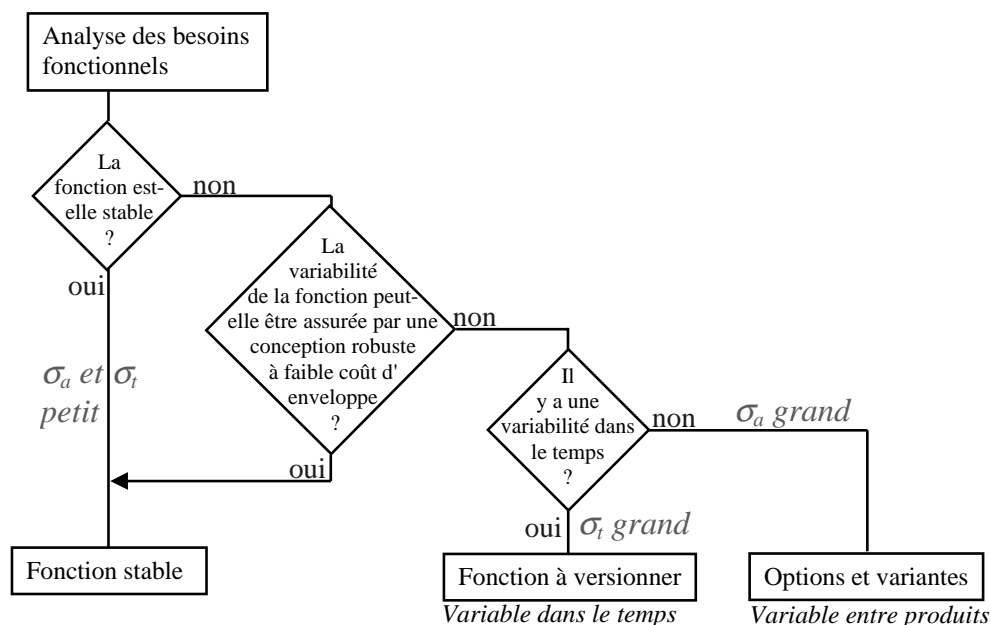 Analyse des besoins
fonctionnels
La
fonction est-
elle stable
?
non
oui
La
variabilité
de la fonction peut-
elle être assurée par une
conception robuste
à faible coût d'
enveloppe
?
non
oui
σa et σt
petit
Il
y a une
variabilité dans
le temps
?
non
σa grand
oui
σt grand
Fonction stable
Fonction à versionner
Variable dans le temps
Options et variantes
Variable entre produits